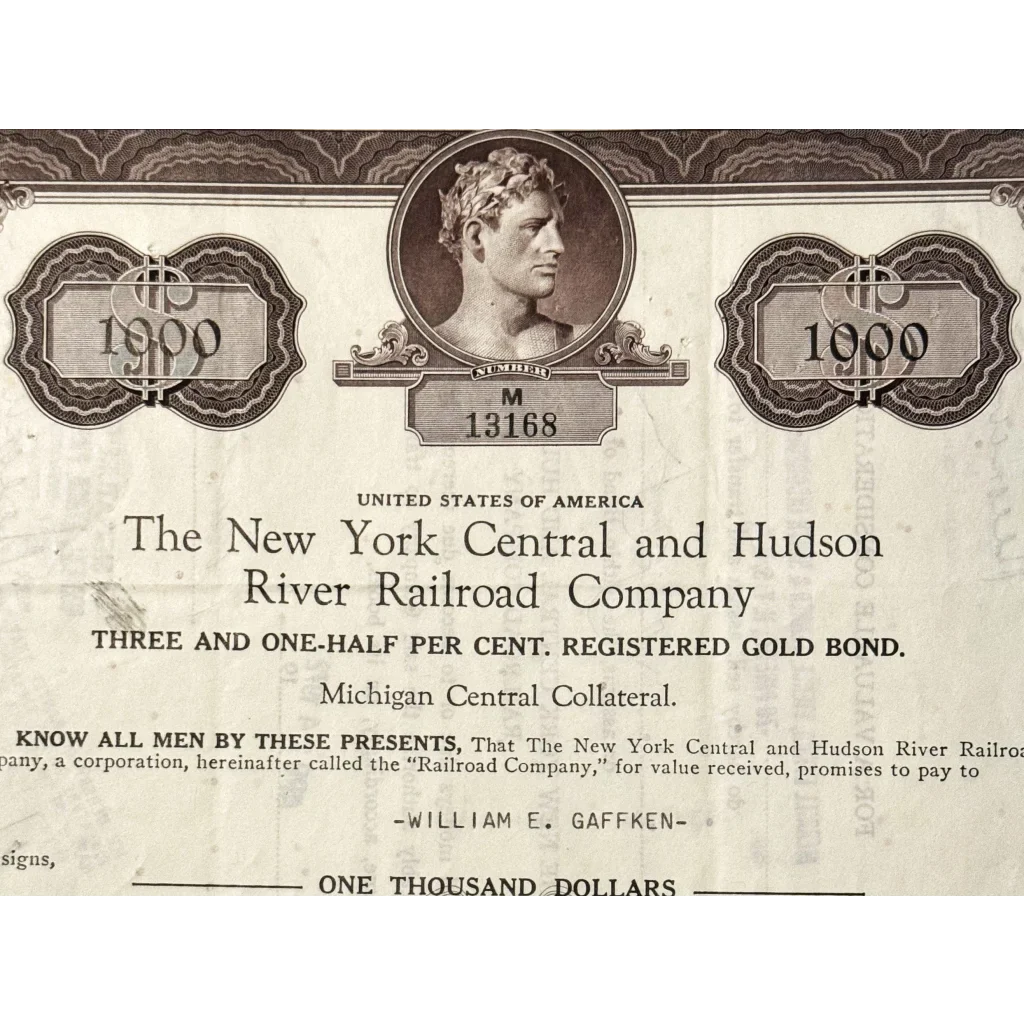 1000
1000
NUMBER
M
13168
UNITED STATES OF AMERICA
The New York Central and Hudson
River Railroad Company
THREE AND ONE-HALF PER CENT. REGISTERED GOLD BOND.
Michigan Central Collateral.
KNOW ALL MEN BY THESE PRESENTS, That The New York Central and Hudson River Railroa
pany, a corporation, hereinafter called the "Railroad Company," for value received, promises to pay to
-WILLIAM E. GAFFKEN-
signs,
ONE THOUSAND DOLLARS